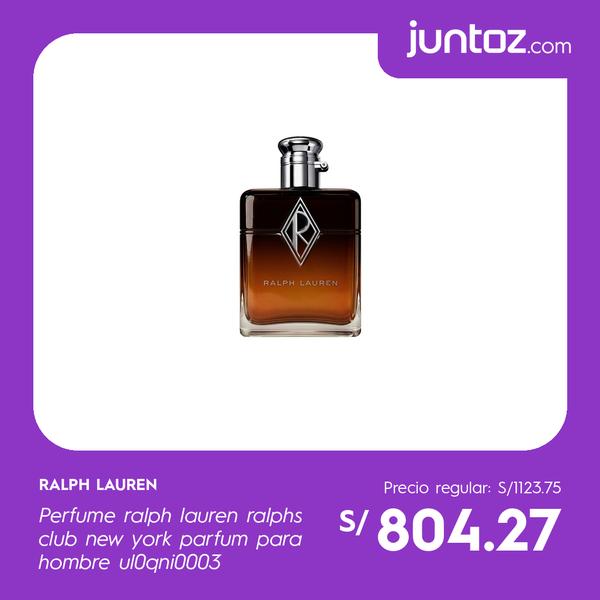 juntoz.com
R
RALPH LAUREN
RALPH LAUREN
Perfume ralph lauren ralphs
club new york parfum para
hombre ul0qni0003
Precio regular: S/1123.75
S/ 804.27